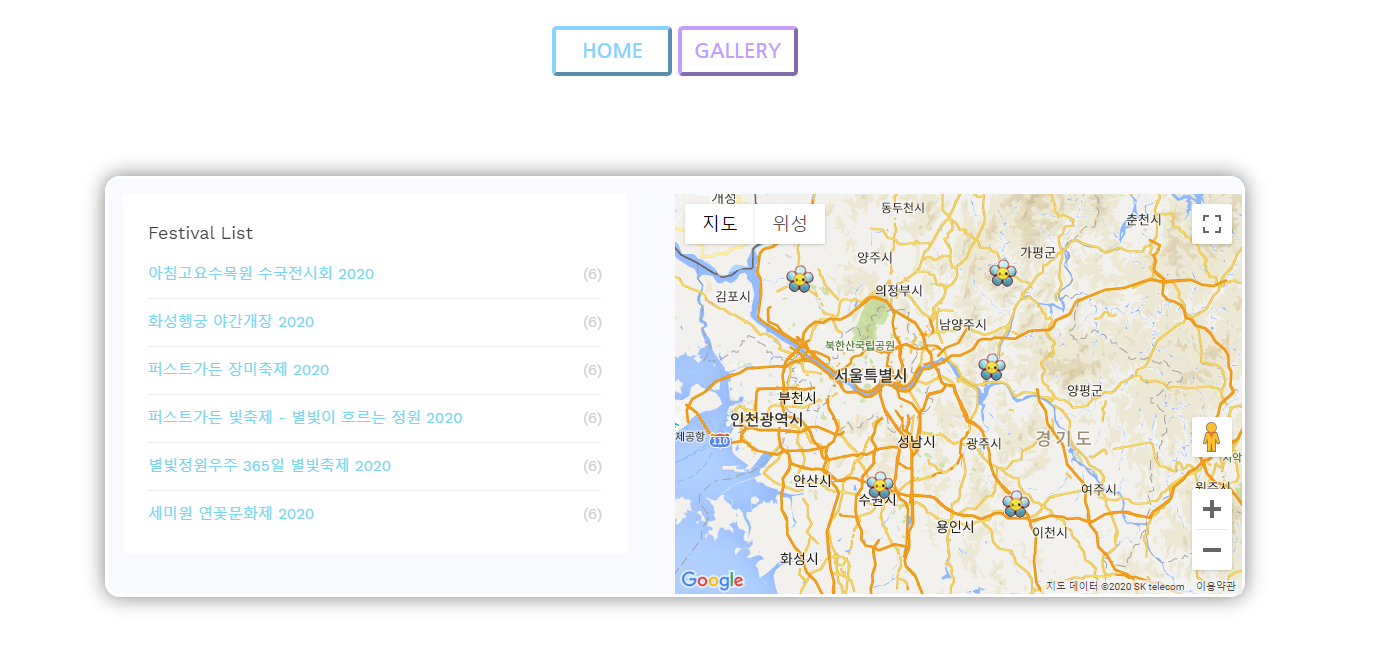 HOME GALLERY
Festival List
아침고요수목원 수국전시회 2020 (6)
화성행궁 야간개장 2020 (6)
퍼스트가든 장미축제 2020 (6)
퍼스트가든 빛축제 - 별빛이 흐르는 정원 2020 (6)
별빛정원우주 365일 별빛축제 2020 (6)
세미원 연꽃문화제 2020 (6)
지도 위성
개성
동두천시
춘천시
양주시
가평군
김포시
의정부시
남양주시
북한산국립공원
서울특별시
양평군
부천시
인천광역시
제공항
110
성남시
광주시
경기도
안산시
수원시
여주시
원주시
용인시
이천시
화성시
Google
지도 데이터 ©2020 SK telecom 이용약관